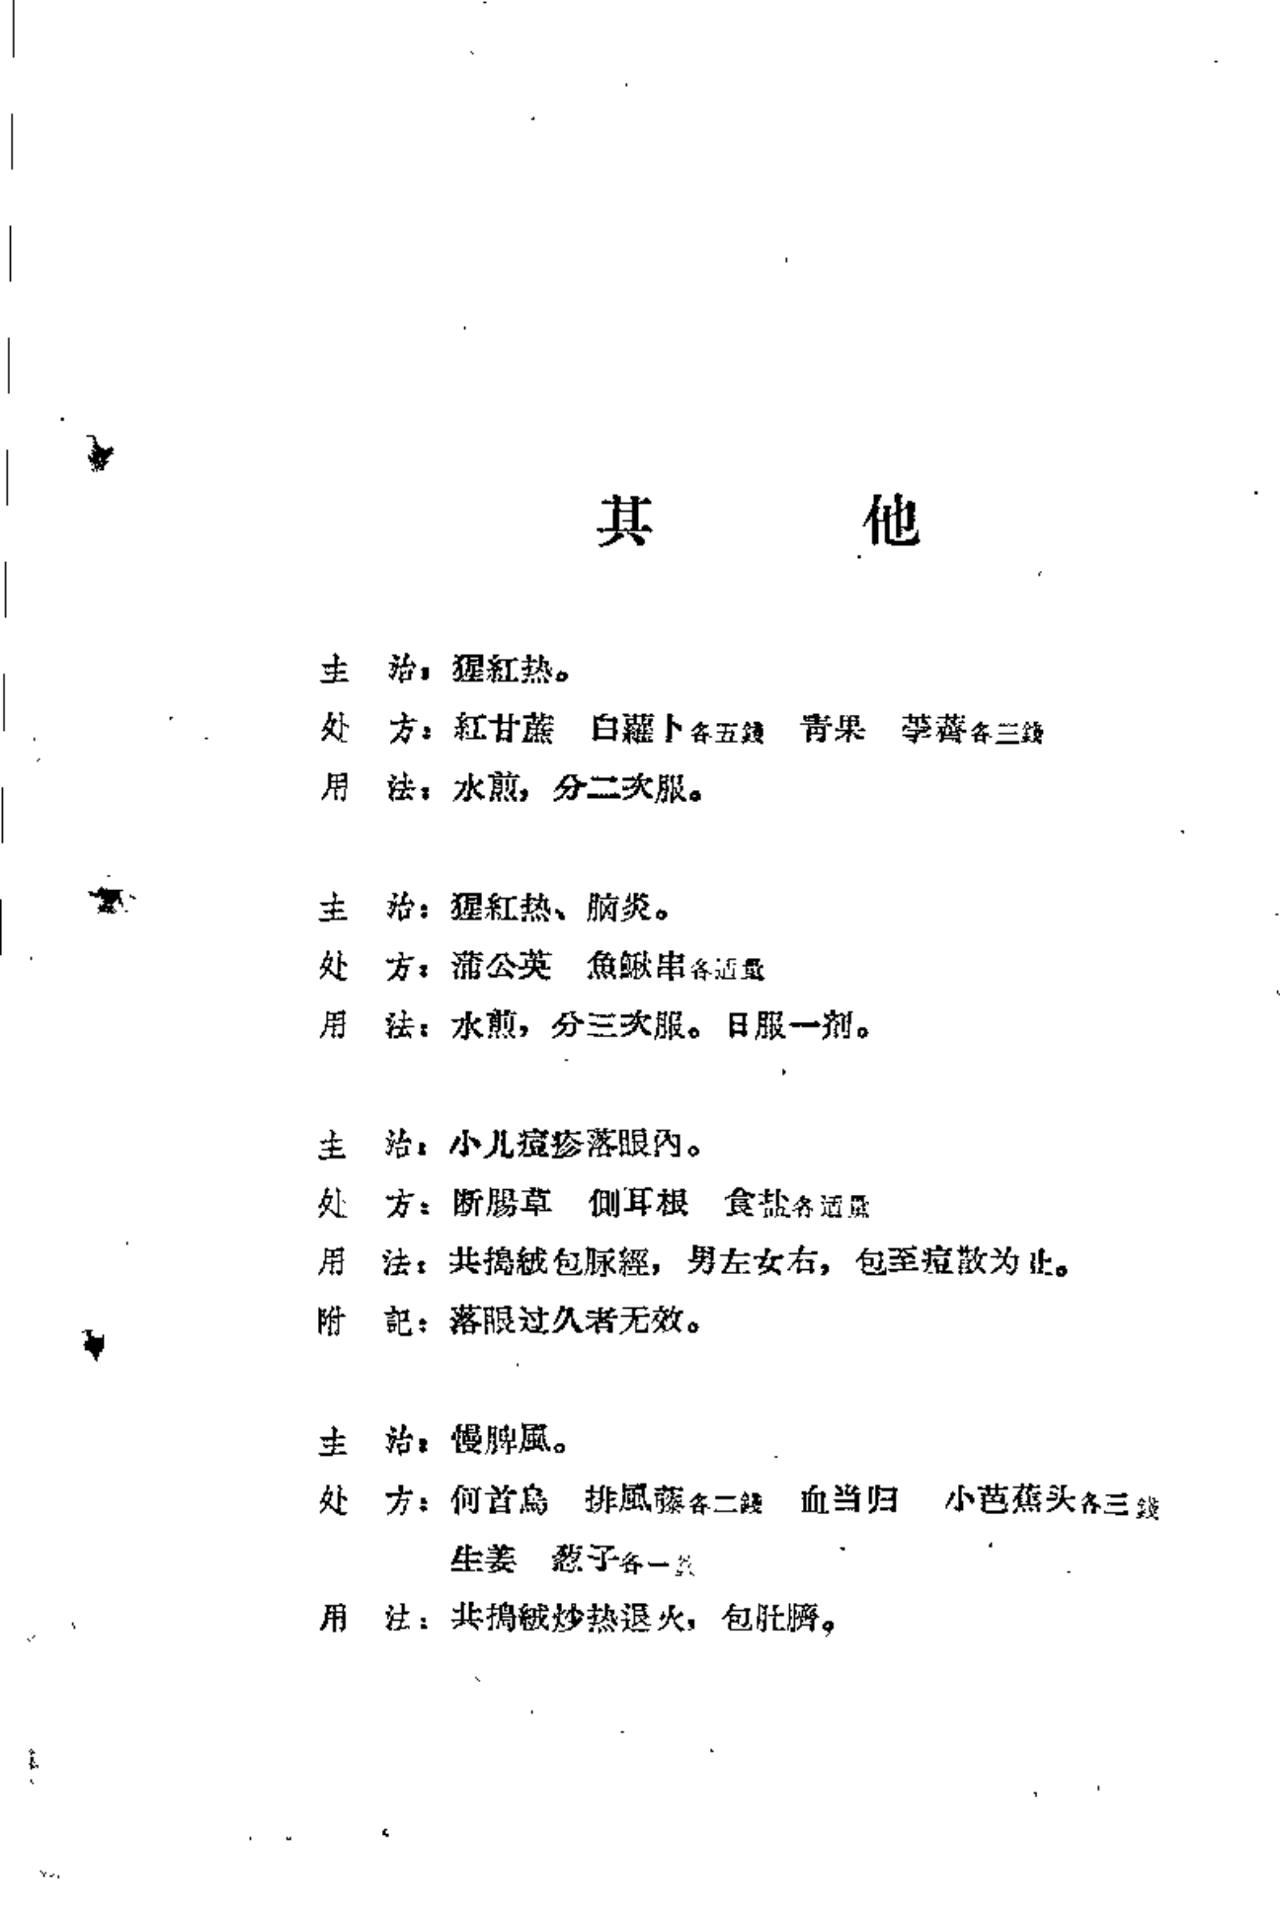 其 他
主 治：猩紅热。
处 方：紅甘蔗 白蘿卜各五錢 青果 荸薺各三錢
用 法：水煎，分二次服。
主 治：猩紅热、脑炎。
处 方：蒲公英 魚鰍串各适量
用 法：水煎，分三次服。日服一剂。
主 治：小儿痘疹落眼內。
处 方：断腸草 側耳根 食盐各适量
用 法：共搗絨包脉經，男左女右，包至痘散为止。
附 記：落眼过久者无效。
主 治：慢脾風。
处 方：何首烏 排風藤各二錢 血当归 小芭蕉头各三錢
生姜 葱子各一
用 法：共搗絨炒热退火，包肚臍。